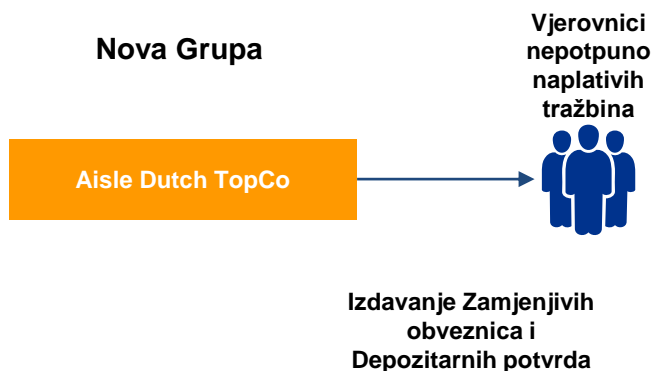 Nova Grupa
Vjerovnici
nepotpuno
naplativih
tražbina
Aisle Dutch TopCo
Izdavanje Zamjenjivih
obveznica i
Depozitarnih potvrda